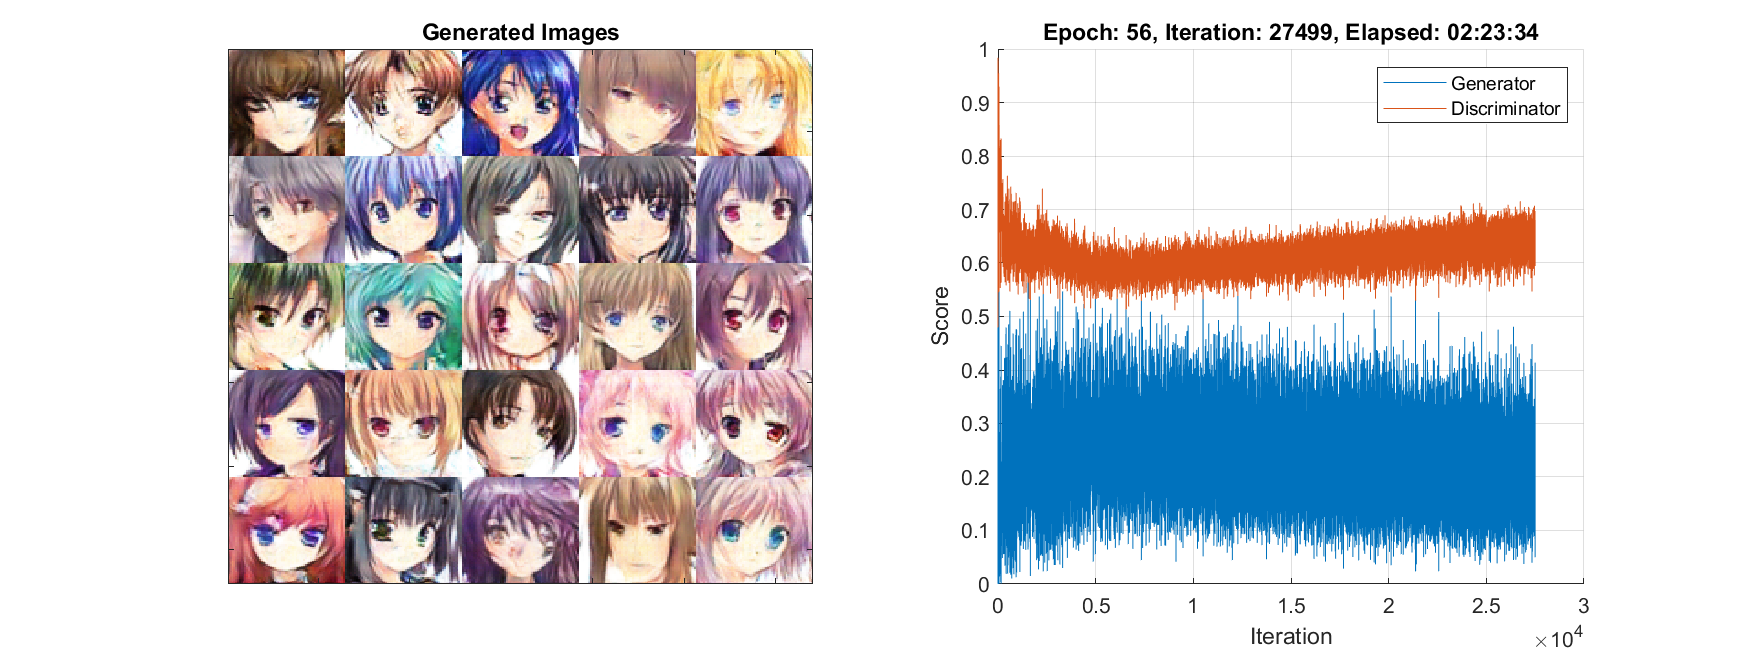 Generated Images
Epoch: 56, Iteration: 27499, Elapsed: 02:23:34
1
0.9
0.8
0.7
0.6
0.5
0.4
0.3
0.2
0.1
0
Score
Generator
Discriminator
0 0.5 1 1.5 2 2.5 3
Iteration
×10⁴